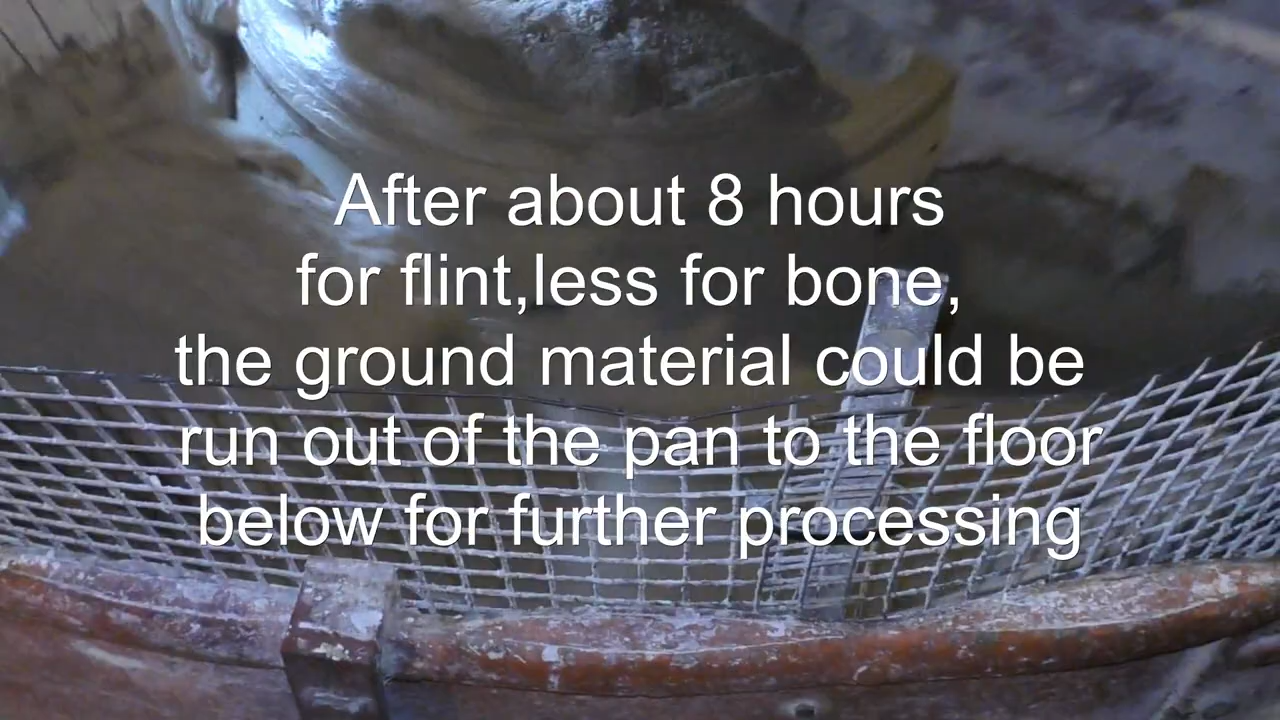 After about 8 hours
for flint,less for bone,
the ground material could be
run out of the pan to the floor
below for further processing